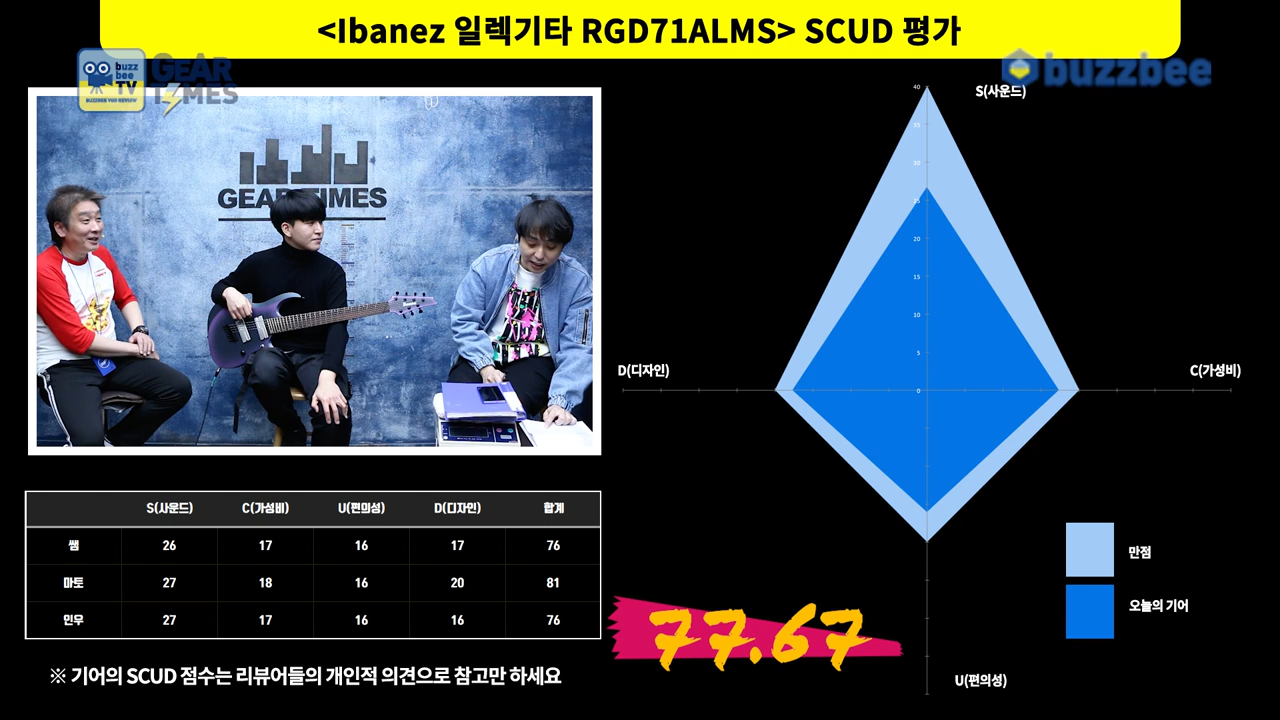 <Ibanez 일렉기타 RGD71ALMS> SCUD 평가
buzz
bee
TV
BUZZBEE VOD REVIEW
GEAR
TIMES
buzzbee
GEAR TIMES
S(사운드)
40
35
30
25
20
15
10
5
0
D(디자인)
C(가성비)
U(편의성)
만점
오늘의 기어
S(사운드) C(가성비) U(편의성) D(디자인) 합계
쌤 26 17 16 17 76
마토 27 18 16 20 81
민우 27 17 16 16 76
77.67
※ 기어의 SCUD 점수는 리뷰어들의 개인적 의견으로 참고만 하세요